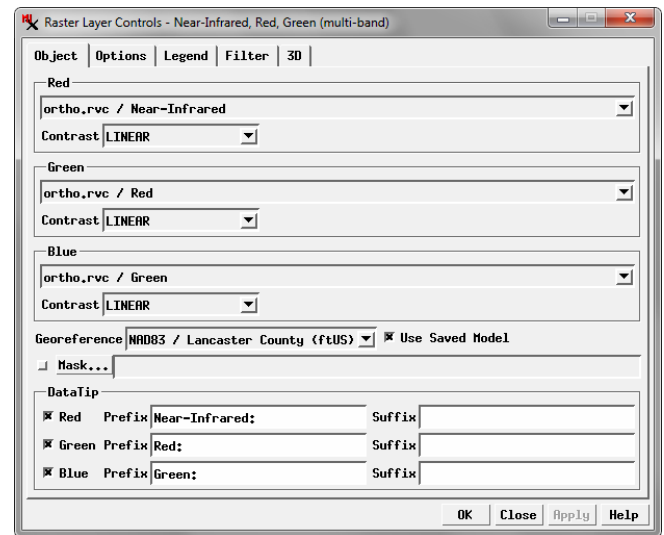 Raster Layer Controls - Near-Infrared, Red, Green (multi-band)
Object Options Legend Filter 3D
Red
ortho.rvc / Near-Infrared
Contrast LINEAR
Green
ortho.rvc / Red
Contrast LINEAR
Blue
ortho.rvc / Green
Contrast LINEAR
Georeference NAD83 / Lancaster County (ftUS) Use Saved Model
Mask...
DataTip
Red Prefix Near-Infrared: Suffix
Green Prefix Red: Suffix
Blue Prefix Green: Suffix
OK Close Apply Help